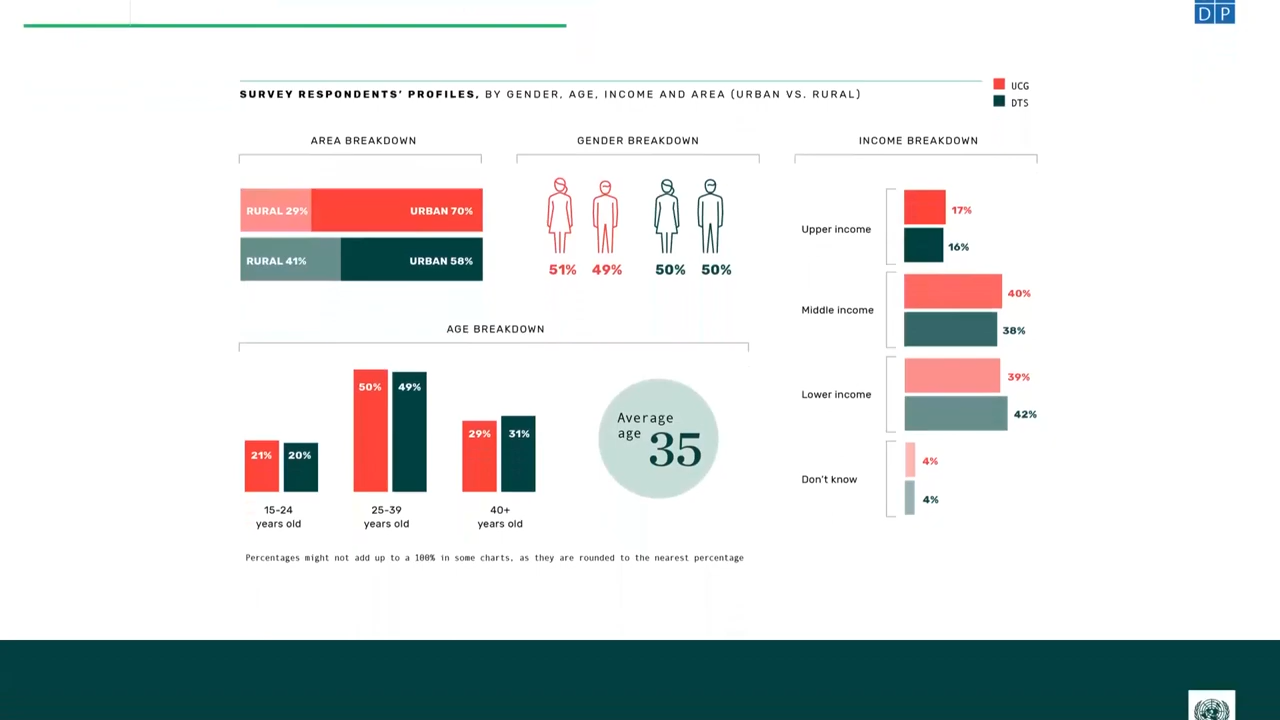 D P
SURVEY RESPONDENTS' PROFILES, BY GENDER, AGE, INCOME AND AREA (URBAN VS. RURAL)
UCG
DTS
AREA BREAKDOWN
RURAL 29% URBAN 70%
RURAL 41% URBAN 58%
GENDER BREAKDOWN
51% 49% 50% 50%
INCOME BREAKDOWN
Upper income
17%
16%
Middle income
40%
38%
Lower income
39%
42%
Don't know
4%
4%
AGE BREAKDOWN
21% 20%
15-24
years old
50% 49%
25-39
years old
29% 31%
40+
years old
Average
age 35
Percentages might not add up to a 100% in some charts, as they are rounded to the nearest percentage